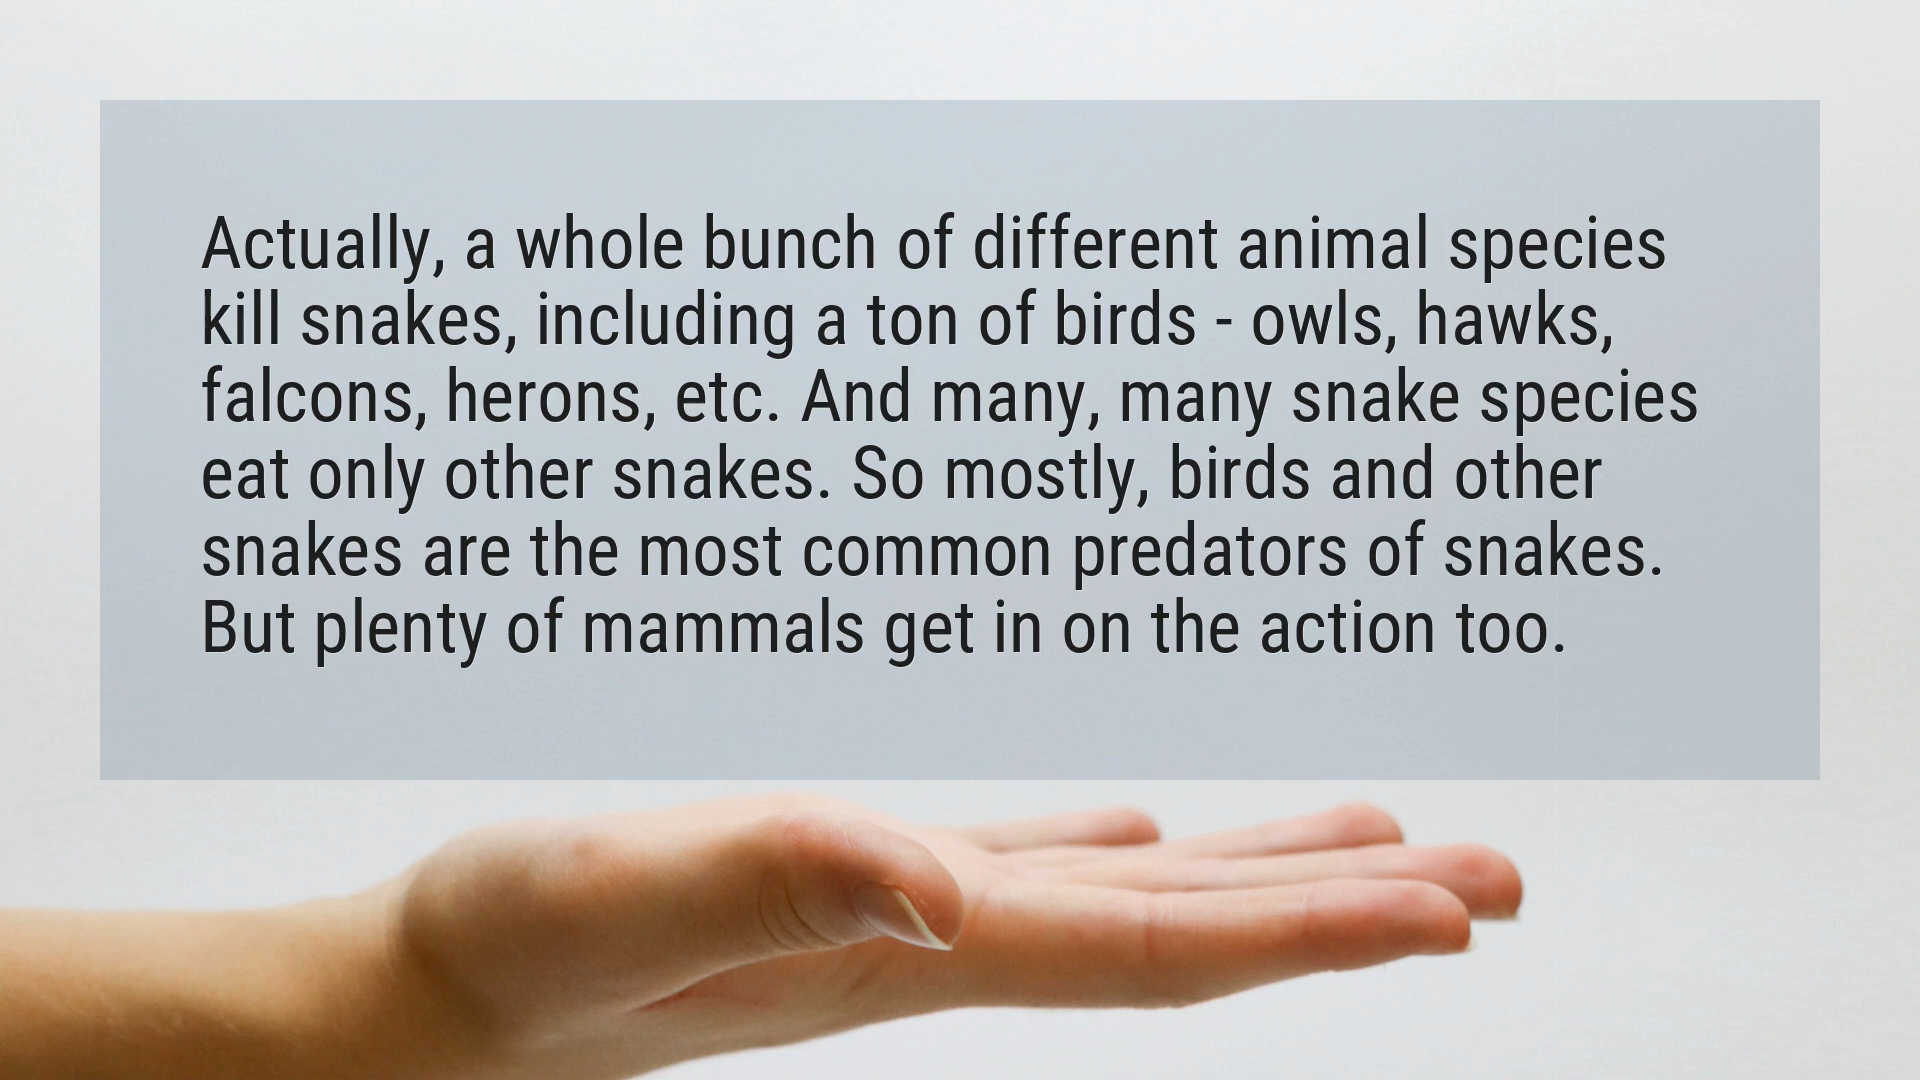 Actually, a whole bunch of different animal species
kill snakes, including a ton of birds - owls, hawks,
falcons, herons, etc. And many, many snake species
eat only other snakes. So mostly, birds and other
snakes are the most common predators of snakes.
But plenty of mammals get in on the action too.